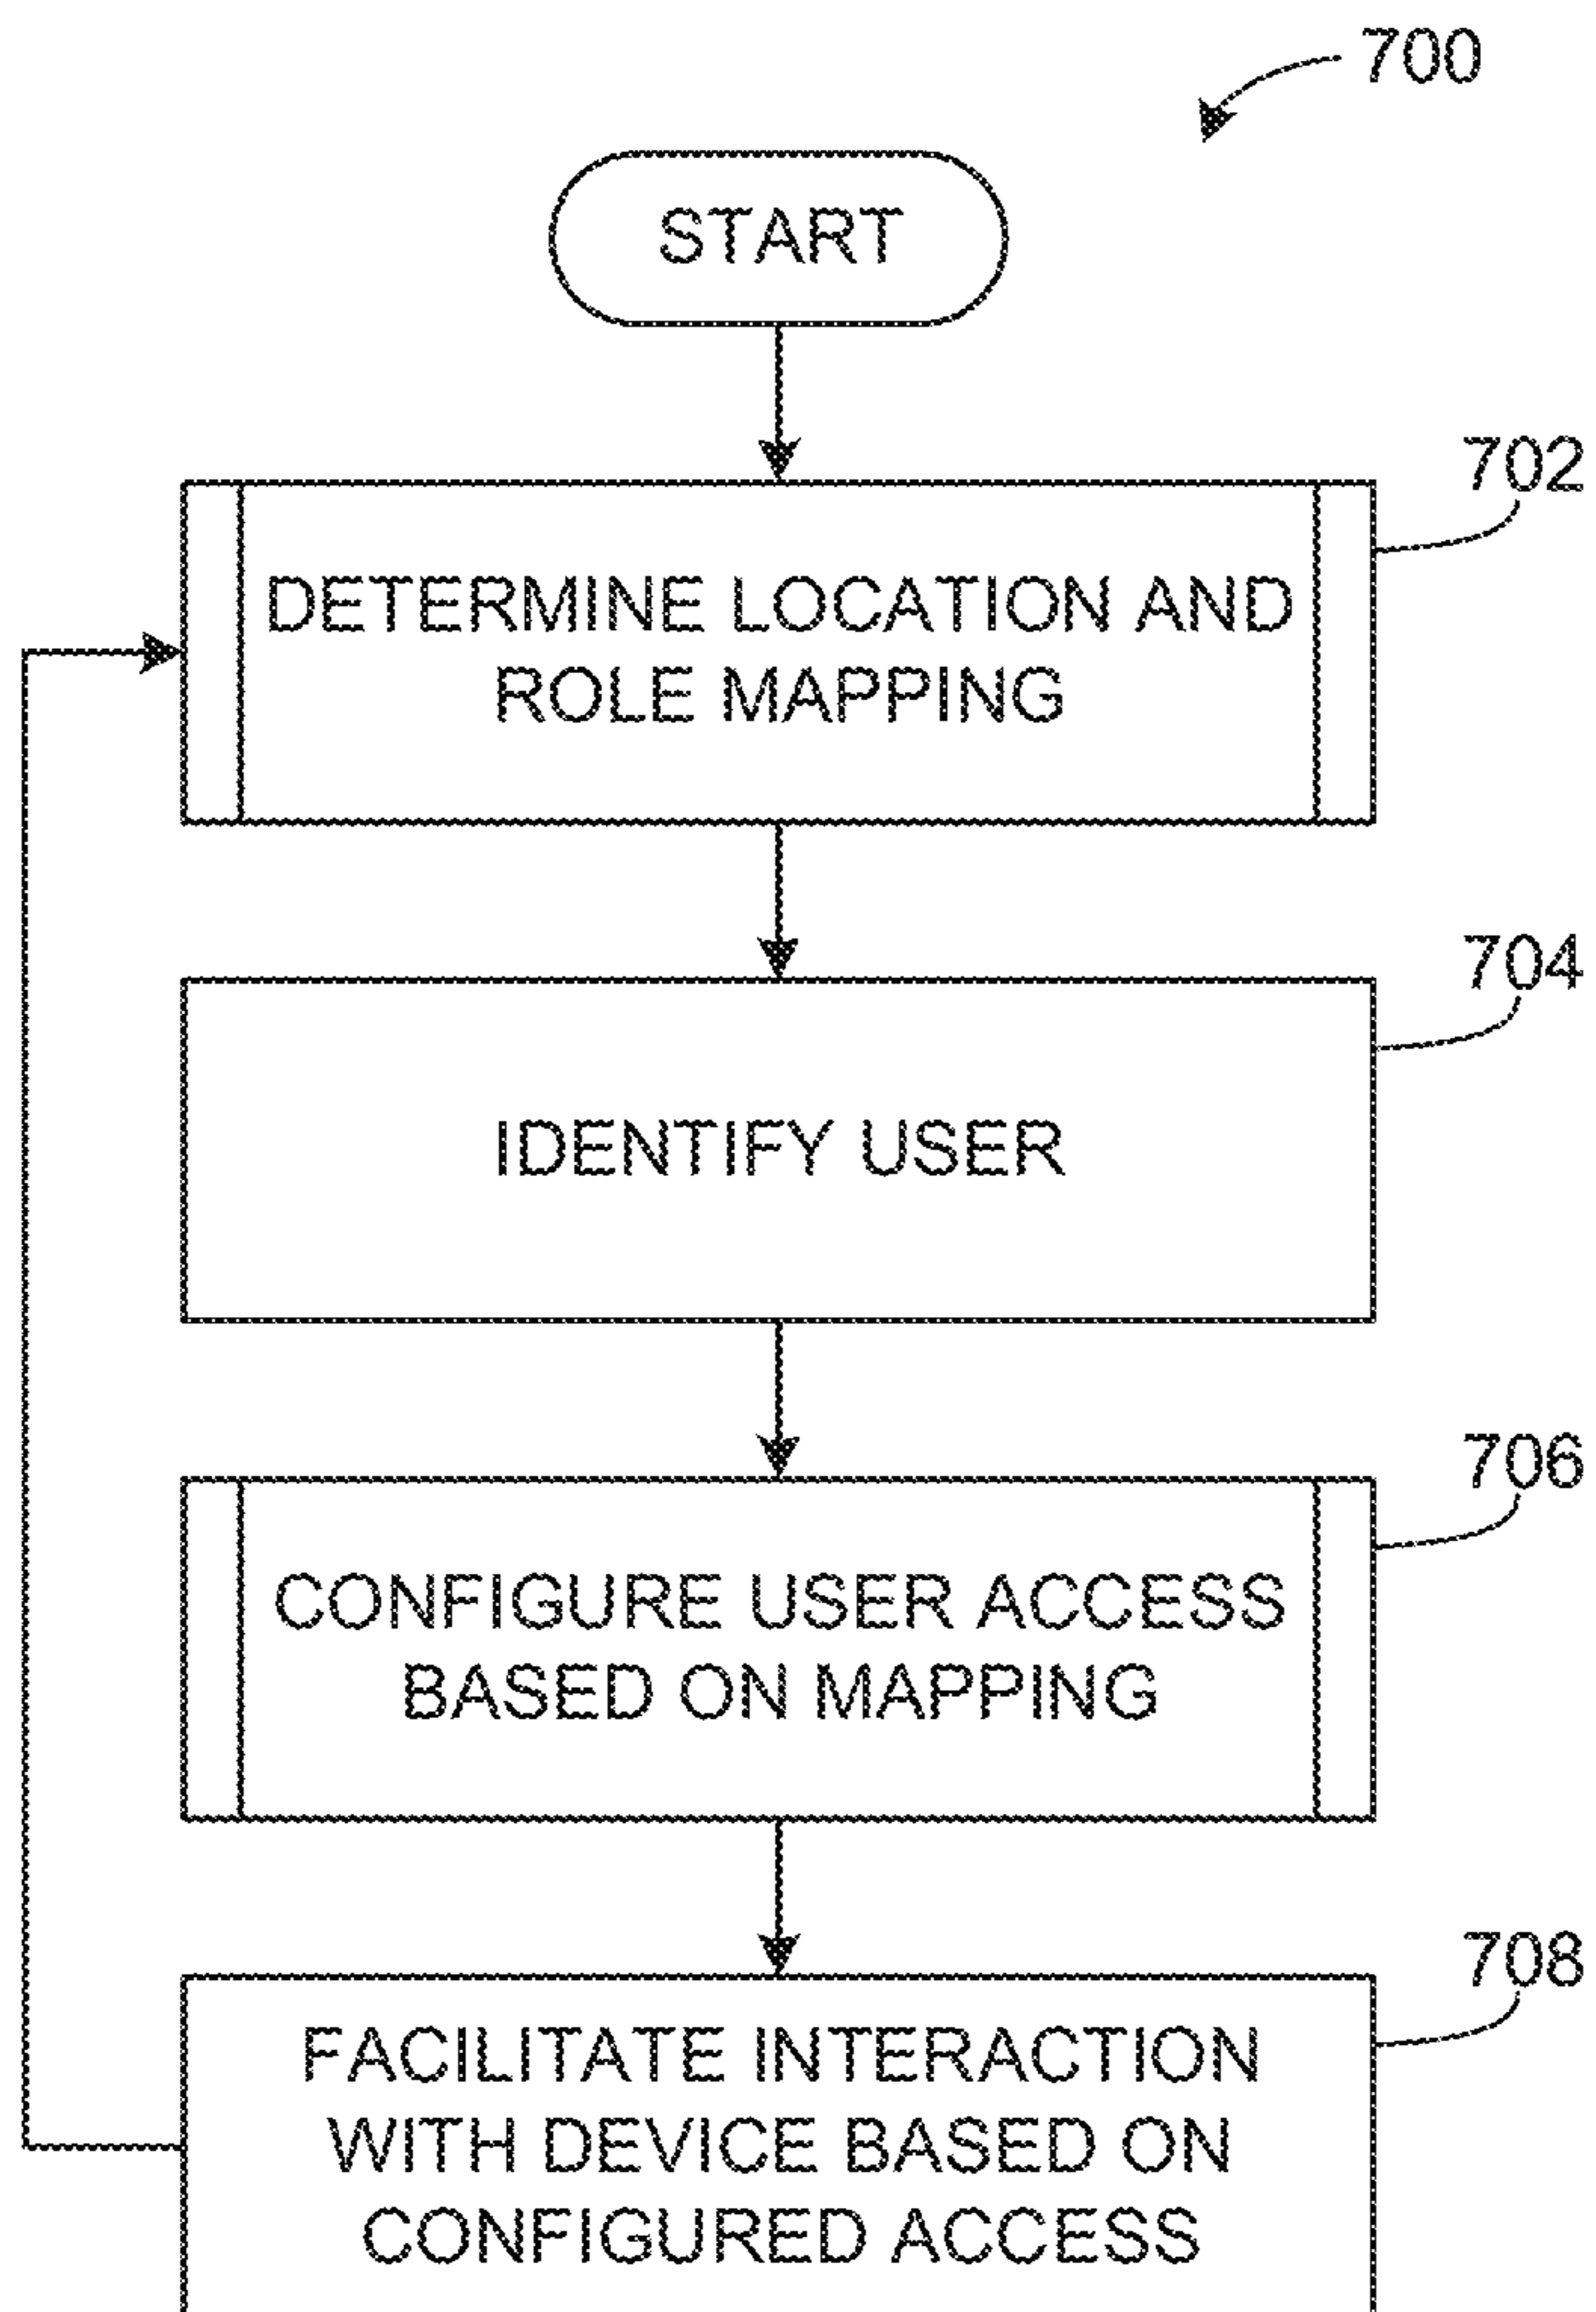 700
START
702
DETERMINE LOCATION AND
ROLE MAPPING
704
IDENTIFY USER
706
CONFIGURE USER ACCESS
BASED ON MAPPING
708
FACILITATE INTERACTION
WITH DEVICE BASED ON
CONFIGURED ACCESS